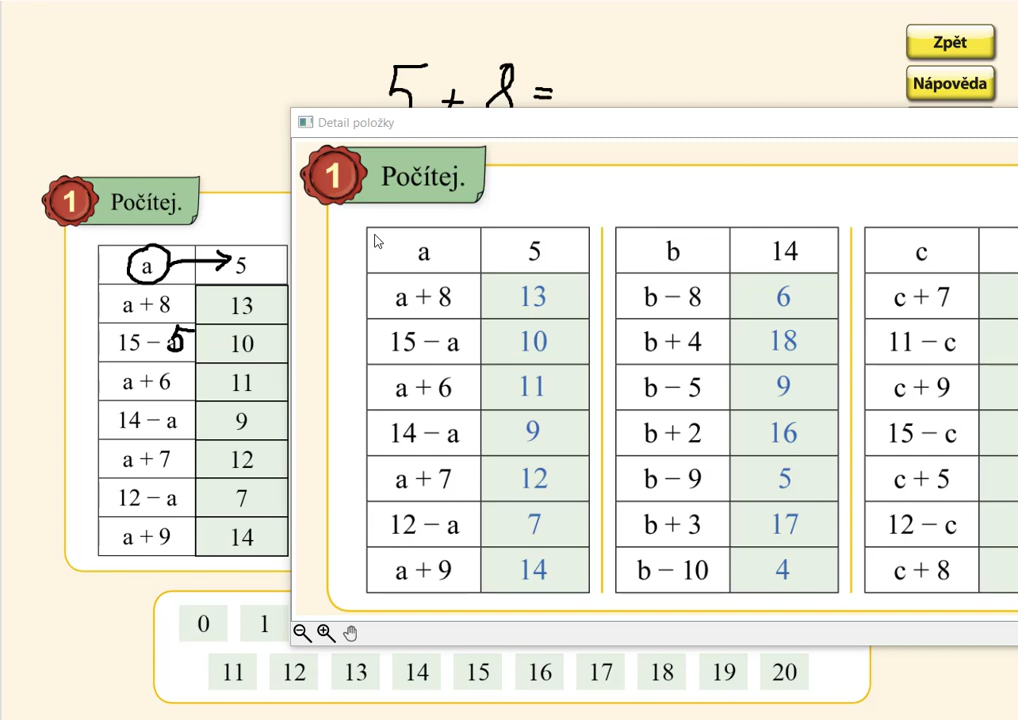 5 + 8 =
Zpět
Nápověda
Detail položky
1 Počítej.
a 5 b 14 c
a + 8 13 b − 8 6 c + 7
15 − a 10 b + 4 18 11 − c
a + 6 11 b − 5 9 c + 9
14 − a 9 b + 2 16 15 − c
a + 7 12 b − 9 5 c + 5
12 − a 7 b + 3 17 12 − c
a + 9 14 b − 10 4 c + 8
1 Počítej.
a 5
a + 8 13
15 − 5 10
a + 6 11
14 − a 9
a + 7 12
12 − a 7
a + 9 14
0 1
11 12 13 14 15 16 17 18 19 20